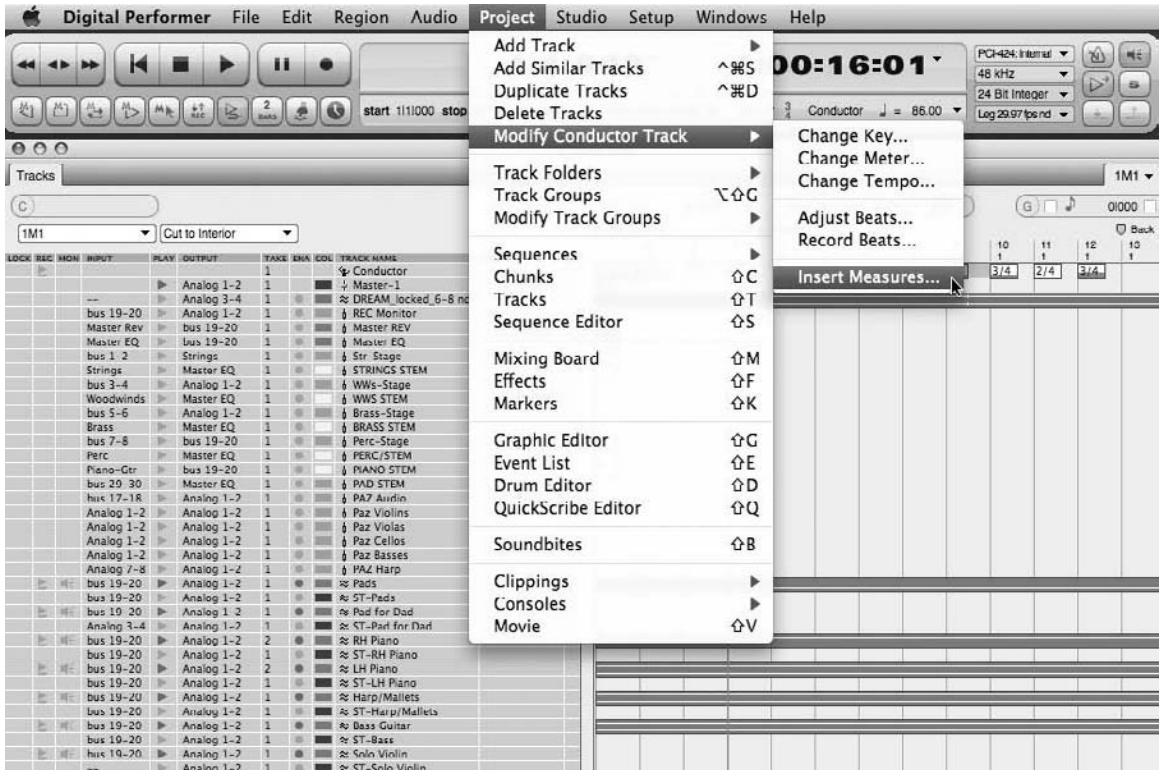 Digital Performer File Edit Region Audio Project Studio Setup Windows Help
Add Track
Add Similar Tracks ^⌘S
Duplicate Tracks ^⌘D
Delete Tracks
Modify Conductor Track
Track Folders
Track Groups ⌥⇧G
Modify Track Groups
Sequences
Chunks ⇧C
Tracks ⇧T
Sequence Editor ⇧S
Mixing Board ⇧M
Effects ⇧F
Markers ⇧K
Graphic Editor ⇧G
Event List ⇧E
Drum Editor ⇧D
QuickScribe Editor ⇧Q
Soundbites ⇧B
Clippings
Consoles
Movie ⇧V
Change Key...
Change Meter...
Change Tempo...
Adjust Beats...
Record Beats...
Insert Measures...
00:16:01
PCI-424: Internal
48 kHz
24 Bit Integer
Leg 29.97 fps nd
2
BARS
start 1|1|000 stop
Conductor ♩ = 86.00
Tracks
1M1
C
G
0|000
1M1 Cut to Interior
Back
10 11 12 13
1 1 1 1
3/4 2/4 3/4
LOCK REC MON INPUT PLAY OUTPUT TAKE ENA COL TRACK NAME
1 Conductor
Analog 1-2 1 Master-1
-- Analog 3-4 1 DREAM_locked_6-8 no
bus 19-20 Analog 1-2 1 REC Monitor
Master Rev bus 19-20 1 Master REV
Master EQ bus 19-20 1 Master EQ
bus 1-2 Strings 1 Str-Stage
Strings Master EQ 1 STRINGS STEM
bus 3-4 Analog 1-2 1 WWs-Stage
Woodwinds Master EQ 1 WWS STEM
bus 5-6 Analog 1-2 1 Brass-Stage
Brass Master EQ 1 BRASS STEM
bus 7-8 bus 19-20 1 Perc-Stage
Perc Master EQ 1 PERC/STEM
Piano-Gtr bus 19-20 1 PIANO STEM
bus 29-30 Master EQ 1 PAD STEM
bus 17-18 Analog 1-2 1 PAZ Audio
Analog 1-2 Analog 1-2 1 Paz Violins
Analog 1-2 Analog 1-2 1 Paz Violas
Analog 1-2 Analog 1-2 1 Paz Cellos
Analog 1-2 Analog 1-2 1 Paz Basses
Analog 7-8 Analog 1-2 1 PAZ Harp
bus 19-20 Analog 1-2 1 Pads
bus 19-20 Analog 1-2 1 ST-Pads
bus 19-20 Analog 1-2 1 Pad for Dad
Analog 3-4 Analog 1-2 1 ST-Pad for Dad
bus 19-20 Analog 1-2 2 RH Piano
bus 19-20 Analog 1-2 1 ST-RH Piano
bus 19-20 Analog 1-2 2 LH Piano
bus 19-20 Analog 1-2 1 ST-LH Piano
bus 19-20 Analog 1-2 1 Harp/Mallets
bus 19-20 Analog 1-2 1 ST-Harp/Mallets
bus 19-20 Analog 1-2 1 Bass Guitar
bus 19-20 Analog 1-2 1 ST-Bass
bus 19-20 Analog 1-2 1 Solo Violin
-- Analog 1-2 1 ST-Solo Violin